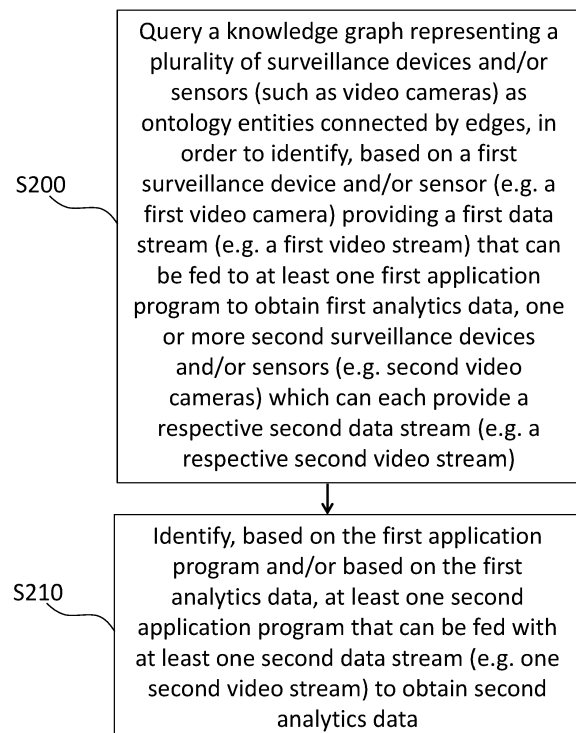 Query a knowledge graph representing a
plurality of surveillance devices and/or
sensors (such as video cameras) as
ontology entities connected by edges, in
order to identify, based on a first
surveillance device and/or sensor (e.g. a
first video camera) providing a first data
stream (e.g. a first video stream) that can
be fed to at least one first application
program to obtain first analytics data, one
or more second surveillance devices
and/or sensors (e.g. second video
cameras) which can each provide a
respective second data stream (e.g. a
respective second video stream)
S200
Identify, based on the first application
program and/or based on the first
analytics data, at least one second
application program that can be fed with
at least one second data stream (e.g. one
second video stream) to obtain second
analytics data
S210